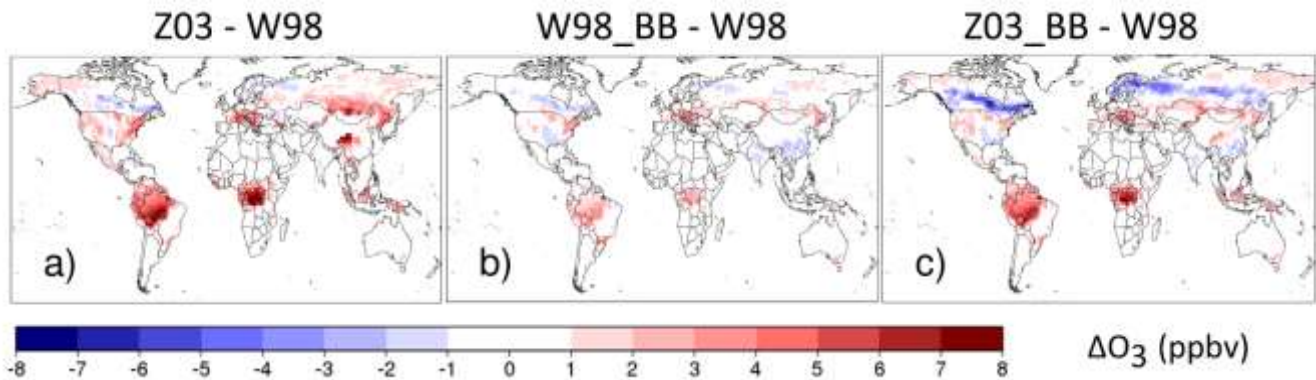 Z03 - W98 W98_BB - W98 Z03_BB - W98
a) b) c)
-8 -7 -6 -5 -4 -3 -2 -1 0 1 2 3 4 5 6 7 8
ΔO₃ (ppbv)